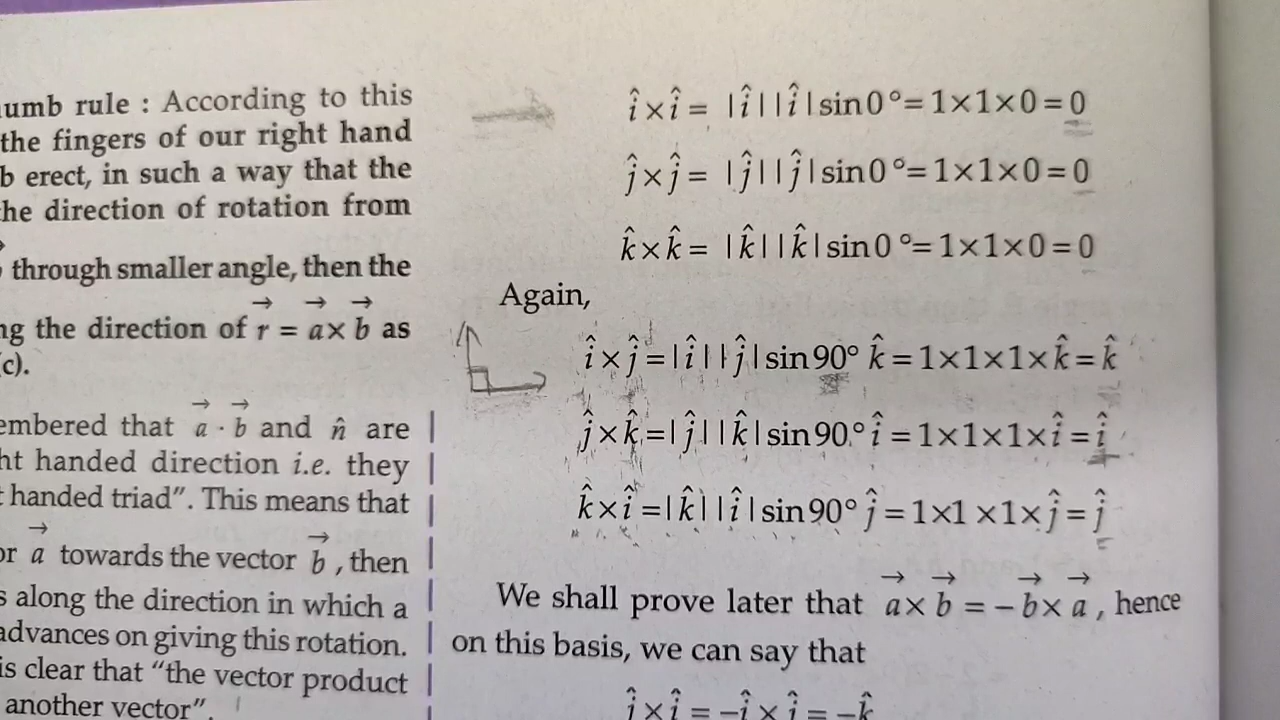 umb rule : According to this
the fingers of our right hand
b erect, in such a way that the
he direction of rotation from
through smaller angle, then the
ng the direction of r⃗ = a⃗ × b⃗ as
(c).
embered that a⃗ · b⃗ and n̂ are
ht handed direction i.e. they
t handed triad”. This means that
or a⃗ towards the vector b⃗ , then
s along the direction in which a
advances on giving this rotation.
is clear that “the vector product
another vector”.
î × î = |î| |î| sin 0° = 1×1×0 = 0
ĵ × ĵ = |ĵ| |ĵ| sin 0° = 1×1×0 = 0
k̂ × k̂ = |k̂| |k̂| sin 0° = 1×1×0 = 0
Again,
î × ĵ = |î| |ĵ| sin 90° k̂ = 1×1×1×k̂ = k̂
ĵ × k̂ = |ĵ| |k̂| sin 90° î = 1×1×1×î = î
k̂ × î = |k̂| |î| sin 90° ĵ = 1×1×1×ĵ = ĵ
We shall prove later that a⃗ × b⃗ = – b⃗ × a⃗ , hence
on this basis, we can say that